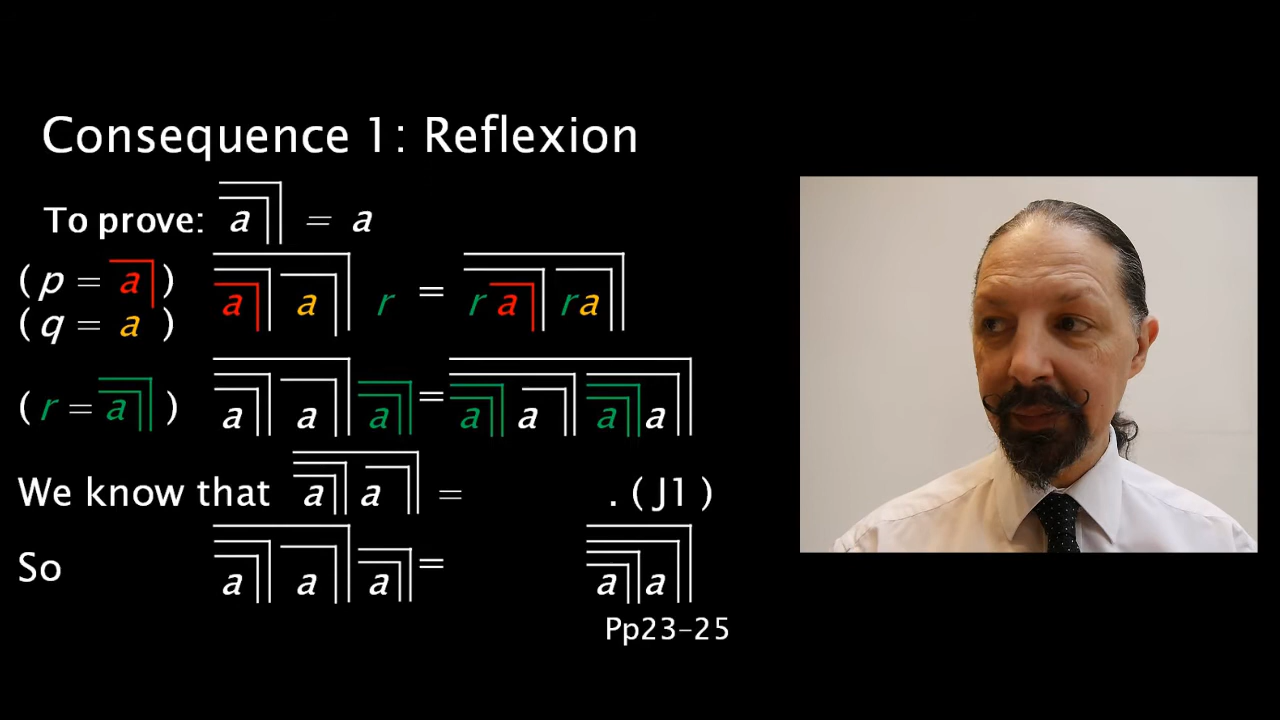 Consequence 1: Reflexion
To prove: a = a
( p = a )
( q = a )
a a r = r a r a
( r = a ) a a a = a a a a
We know that a a = . ( J1 )
So a a a = a a
Pp23-25